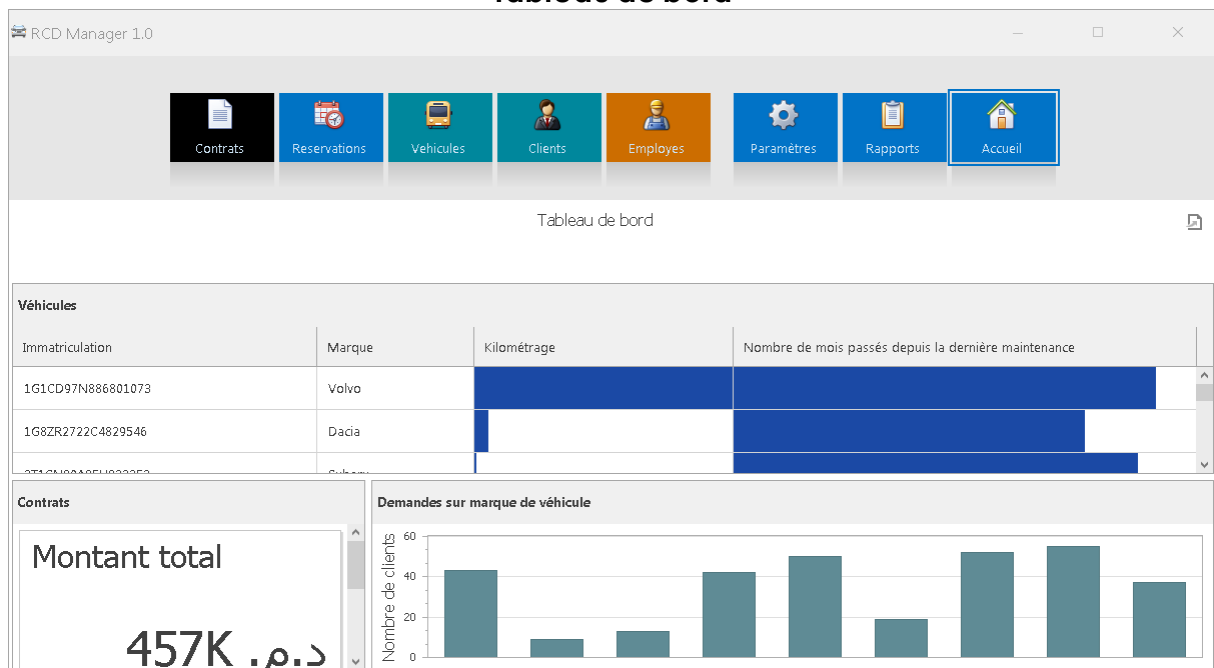 RCD Manager 1.0
Contrats Reservations Vehicules Clients Employes Paramètres Rapports Accueil
Tableau de bord
Véhicules
Immatriculation Marque Kilométrage Nombre de mois passés depuis la dernière maintenance
1G1CD97N886801073 Volvo
1G8ZR2722C4829546 Dacia
Contrats
Montant total
457K د.م.
Demandes sur marque de véhicule
Nombre de clients
60
40
20
0